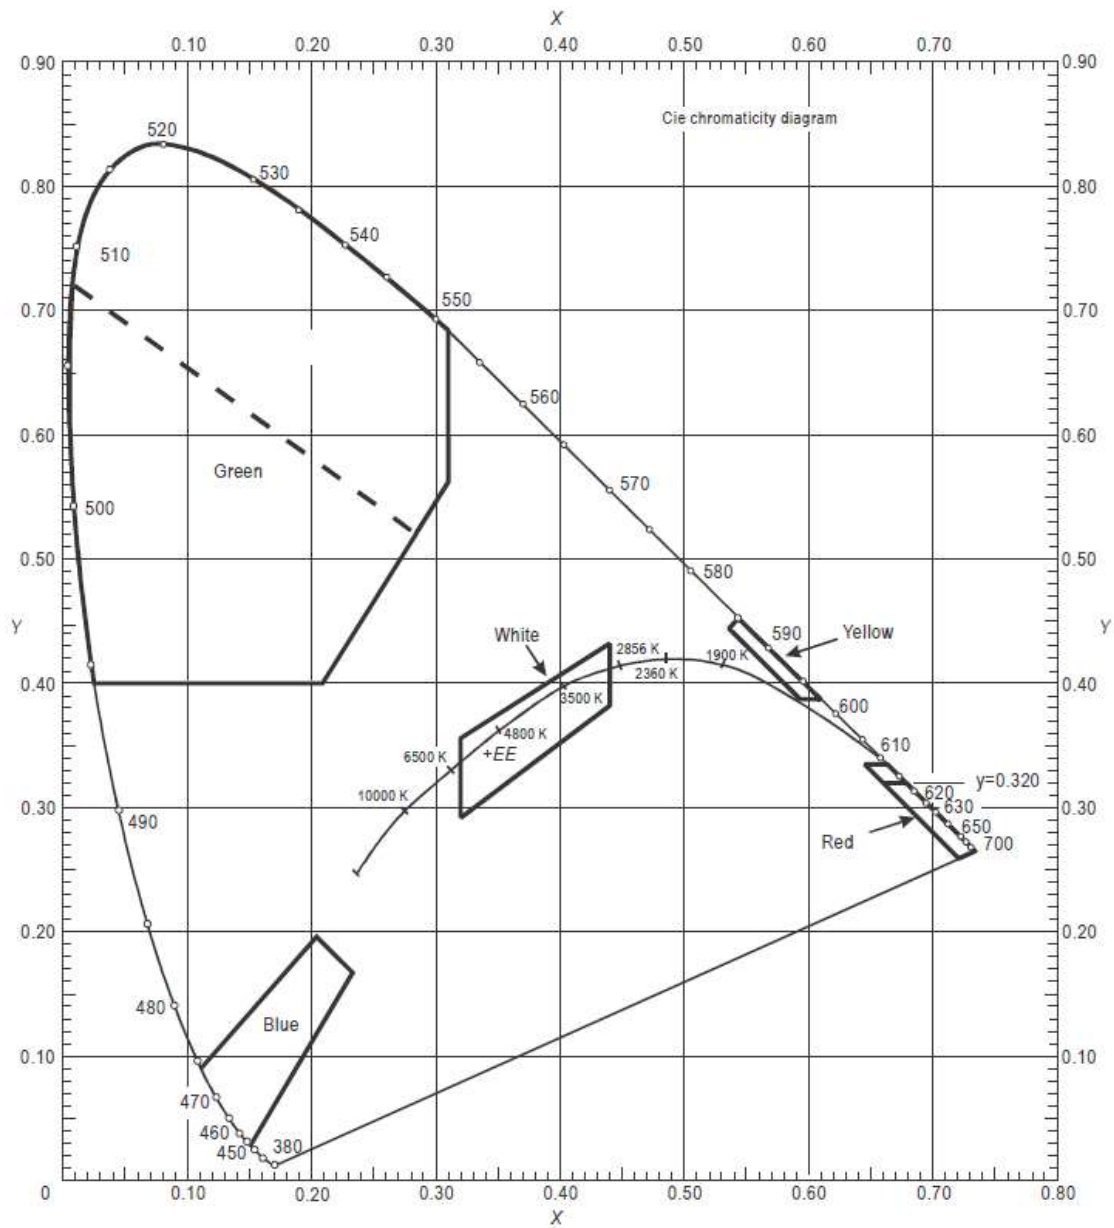 X
0.10 0.20 0.30 0.40 0.50 0.60 0.70
0.90 0.90
Cie chromaticity diagram
520
530
0.80 0.80
540
510
550
0.70 0.70
560
0.60 0.60
Green
570
500
0.50 0.50
580
Y Y
White
590
Yellow
2856 K
1900 K
2360 K
0.40 0.40
3500 K
600
4800 K
610
6500 K
+EE
y=0.320
10000 K
620
0.30 0.30
630
490
650
Red
700
0.20 0.20
480
Blue
0.10 0.10
470
460
450
380
0 0.10 0.20 0.30 0.40 0.50 0.60 0.70 0.80
X